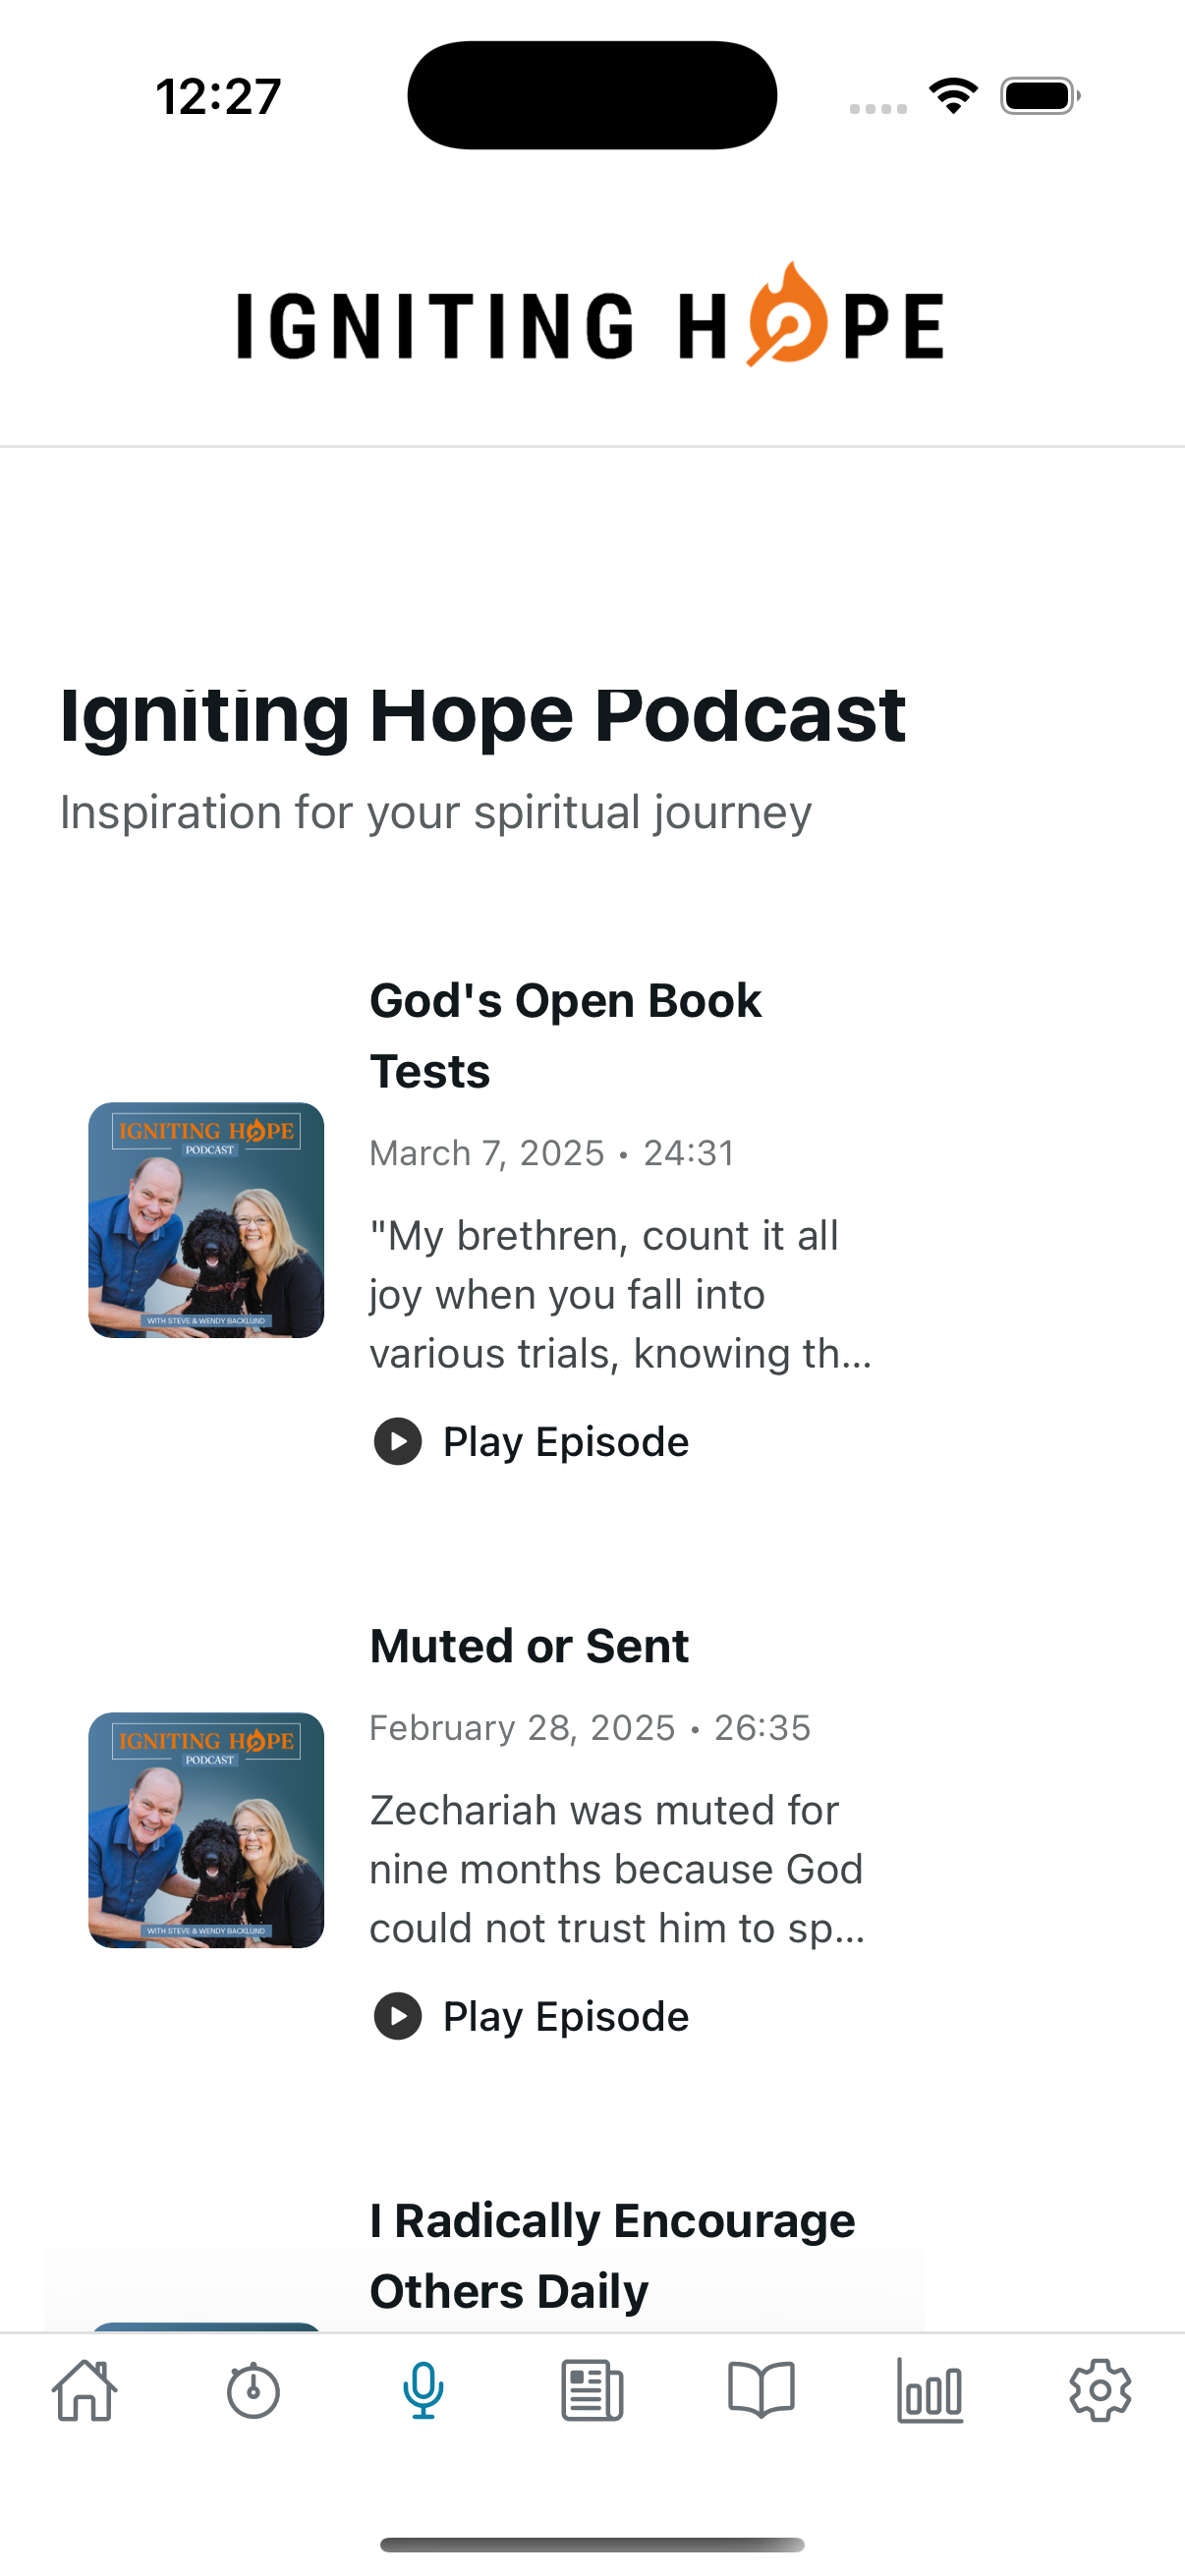 12:27
IGNITING HOPE
Igniting Hope Podcast
Inspiration for your spiritual journey
God's Open Book
Tests
March 7, 2025 • 24:31
"My brethren, count it all
joy when you fall into
various trials, knowing th...
Play Episode
IGNITING HOPE
PODCAST
WITH STEVE & WENDY BACKLUND
Muted or Sent
February 28, 2025 • 26:35
Zechariah was muted for
nine months because God
could not trust him to sp...
Play Episode
IGNITING HOPE
PODCAST
WITH STEVE & WENDY BACKLUND
I Radically Encourage
Others Daily